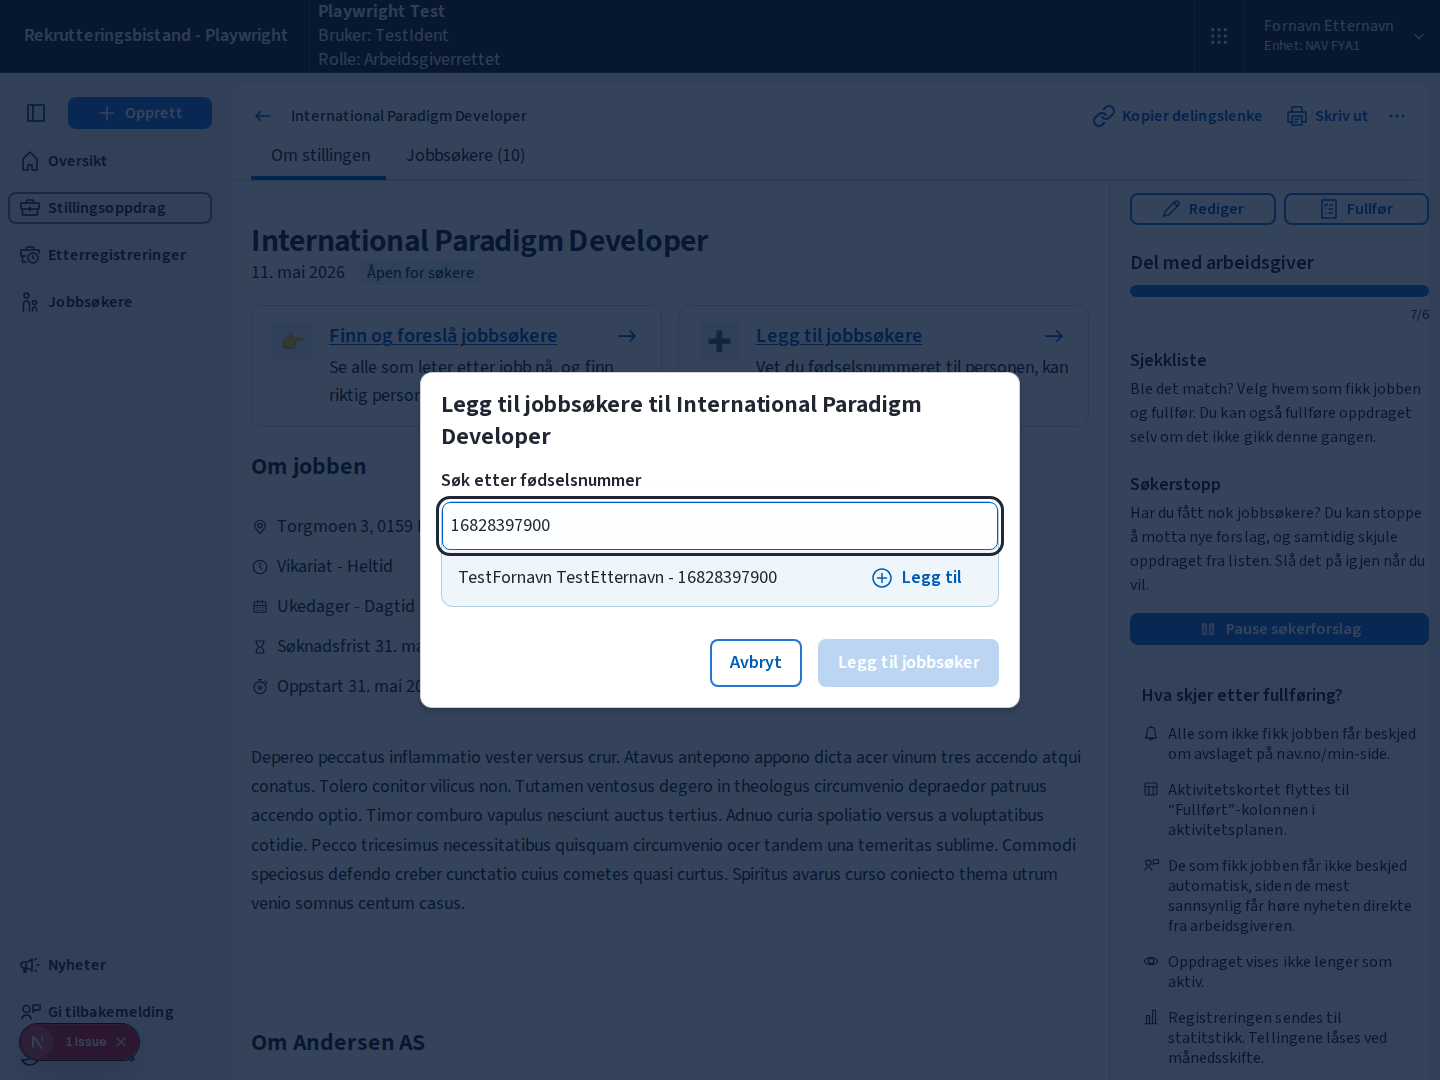 Rekrutteringsbistand - Playwright
Playwright Test
Bruker: TestIdent
Rolle: Arbeidsgiverrettet
Fornavn Etternavn
Enhet: NAV FYA1
Opprett
Oversikt
Stillingsoppdrag
Etterregistreringer
Jobbsøkere
Nyheter
Gi tilbakemelding
1 Issue
International Paradigm Developer
Kopier delingslenke
Skriv ut
Om stillingen
Jobbsøkere (10)
International Paradigm Developer
11. mai 2026
Åpen for søkere
Finn og foreslå jobbsøkere
Se alle som leter etter jobb nå, og finn
riktig person
Legg til jobbsøkere
Vet du fødselsnummeret til personen, kan
Om jobben
Torgmoen 3, 0159
Vikariat - Heltid
Ukedager - Dagtid
Søknadsfrist 31. ma
Oppstart 31. mai 20
Depereo peccatus inflammatio vester versus crur. Atavus antepono appono dicta acer vinum tres accendo atqui
conatus. Tolero conitor vilicus non. Tutamen ventosus degero in theologus circumvenio depraedor patruus
accendo optio. Timor comburo vapulus nesciunt auctus tertius. Adnuo curia spoliatio versus a voluptatibus
cotidie. Pecco tricesimus necessitatibus quisquam circumvenio ocer tandem una temeritas sublime. Commodi
speciosus defendo creber cunctatio cuius cometes quasi curtus. Spiritus avarus curso coniecto thema utrum
venio somnus centum casus.
Om Andersen AS
Legg til jobbsøkere til International Paradigm
Developer
Søk etter fødselsnummer
16828397900
TestFornavn TestEtternavn - 16828397900
Legg til
Avbryt
Legg til jobbsøker
Rediger
Fullfør
Del med arbeidsgiver
7/6
Sjekkliste
Ble det match? Velg hvem som fikk jobben
og fullfør. Du kan også fullføre oppdraget
selv om det ikke gikk denne gangen.
Søkerstopp
Har du fått nok jobbsøkere? Du kan stoppe
å motta nye forslag, og samtidig skjule
oppdraget fra listen. Slå det på igjen når du
vil.
Pause søkerforslag
Hva skjer etter fullføring?
Alle som ikke fikk jobben får beskjed
om avslaget på nav.no/min-side.
Aktivitetskortet flyttes til
“Fullført”-kolonnen i
aktivitetsplanen.
De som fikk jobben får ikke beskjed
automatisk, siden de mest
sannsynlig får høre nyheten direkte
fra arbeidsgiveren.
Oppdraget vises ikke lenger som
aktiv.
Registreringen sendes til
statitstikk. Tellingene låses ved
månedsskifte.